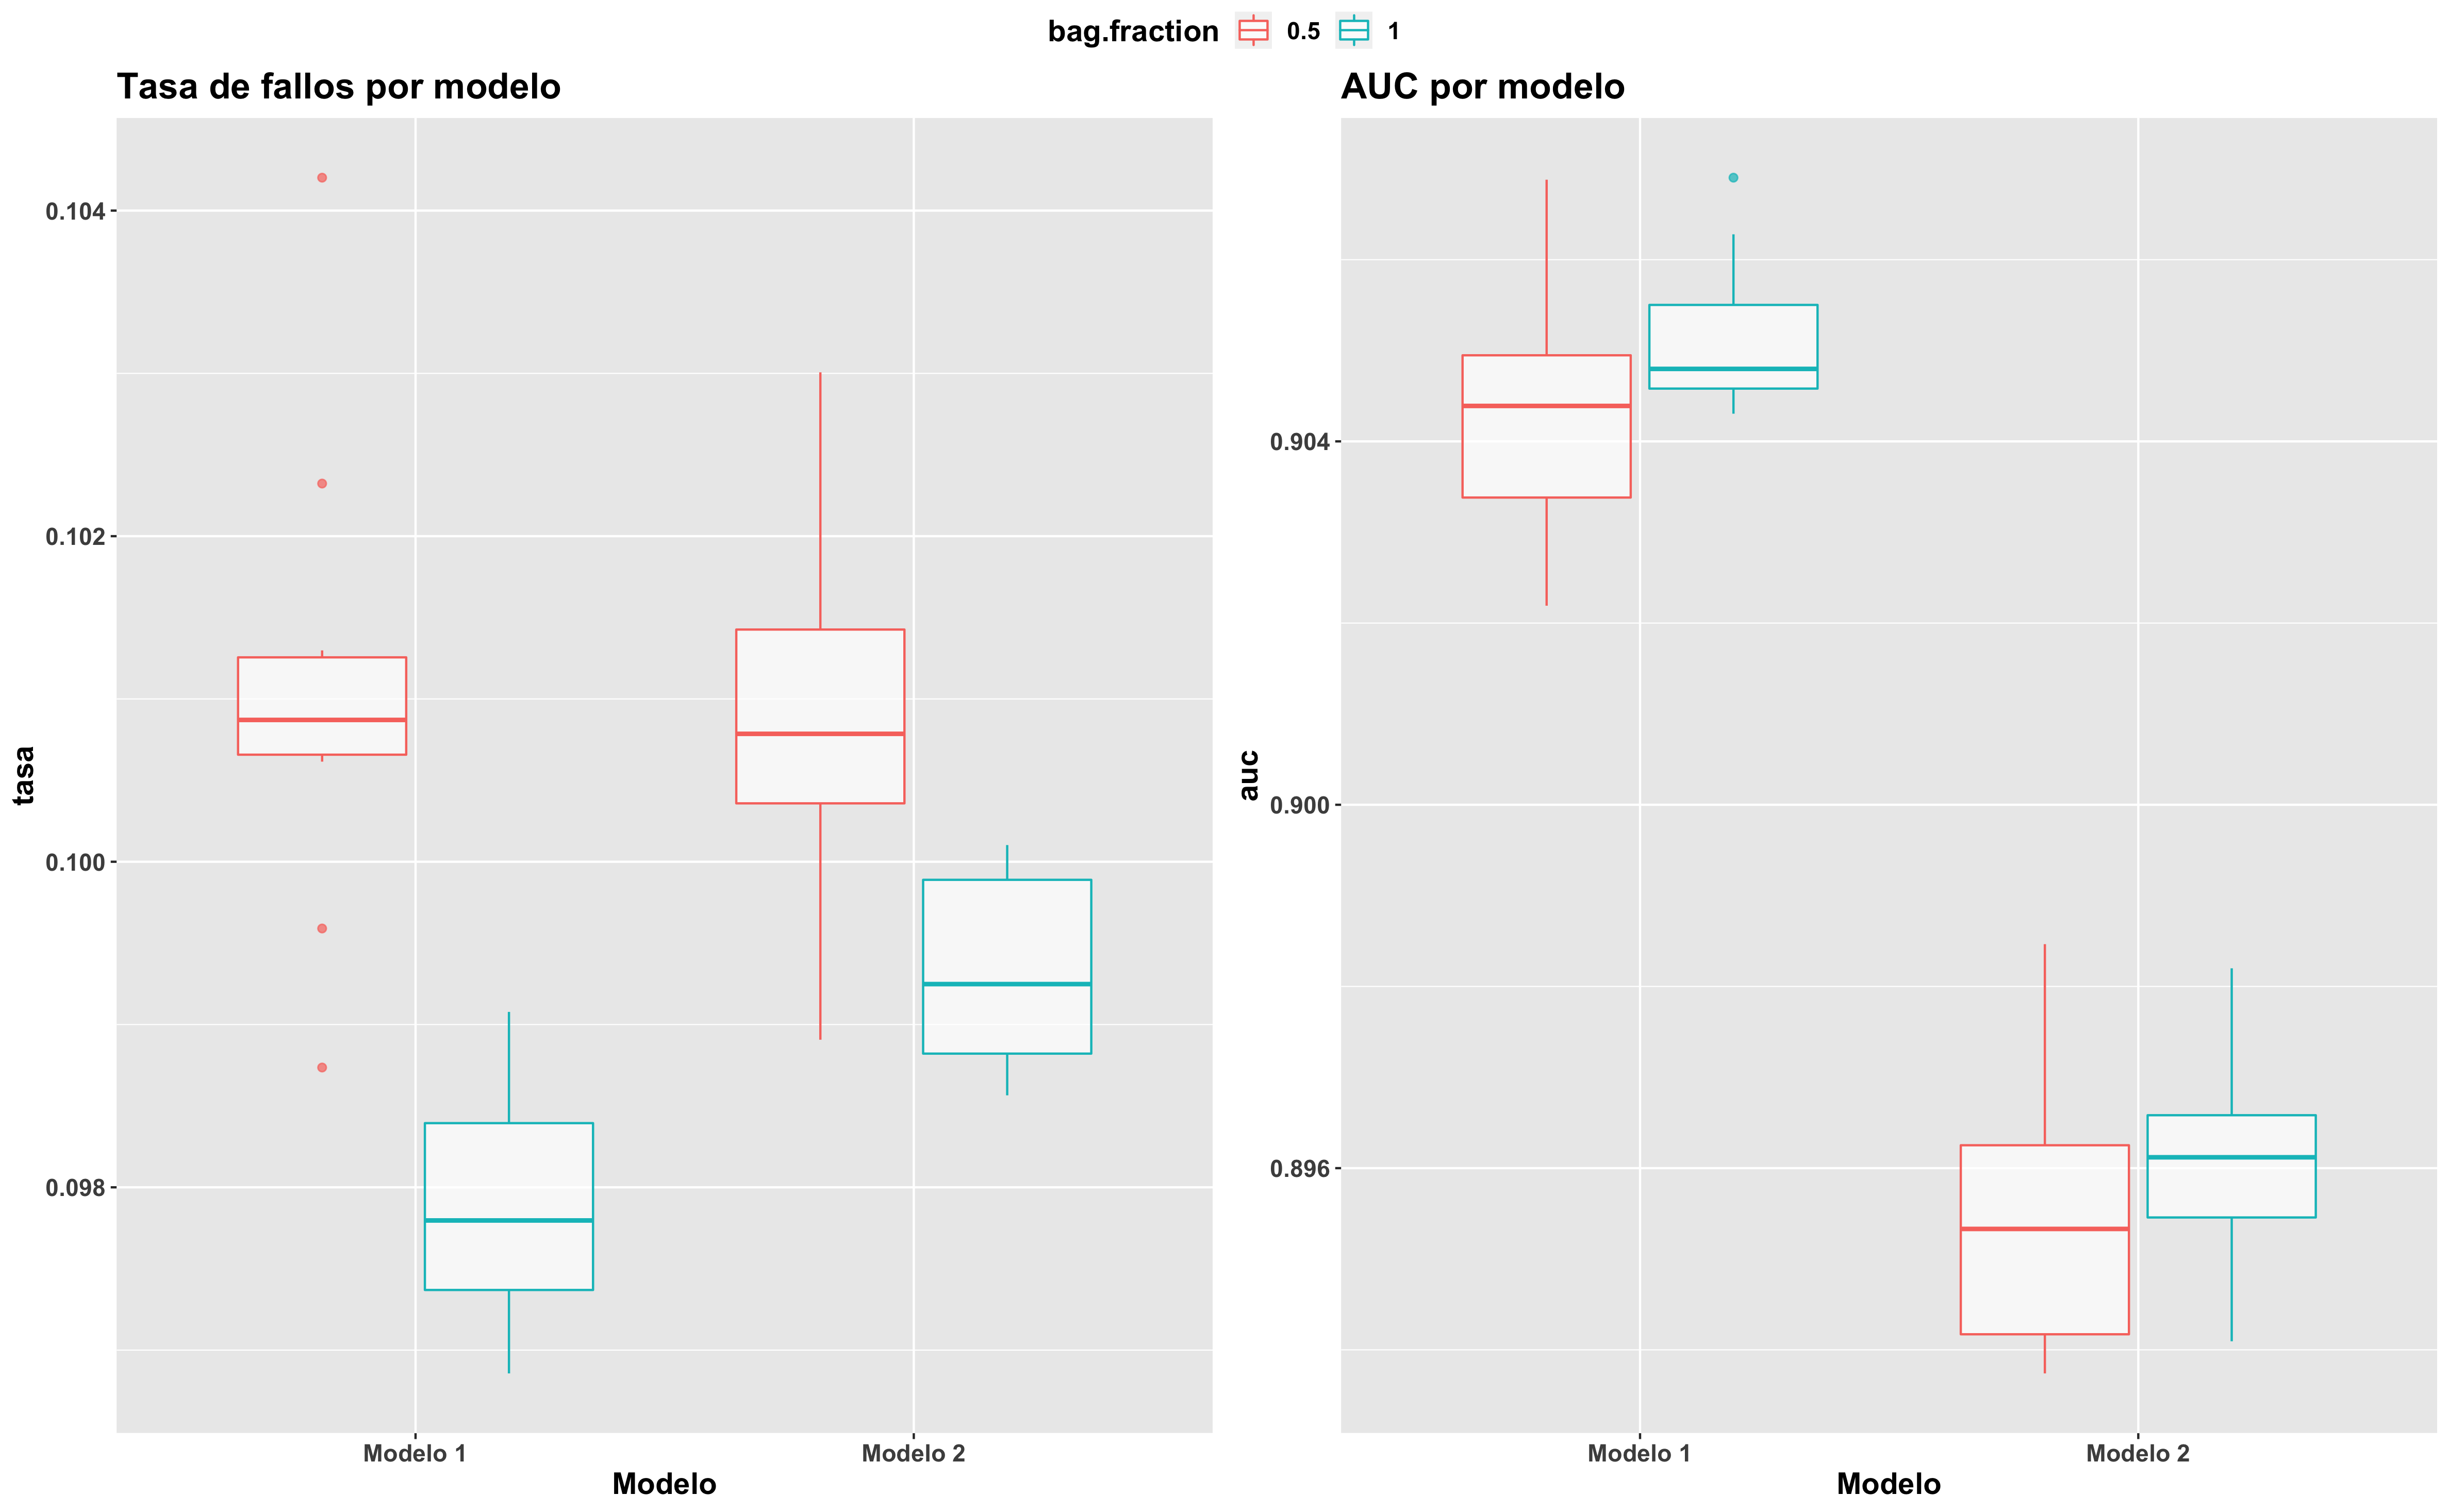 bag.fraction 0.5 1
Tasa de fallos por modelo
tasa
0.104
0.102
0.100
0.098
Modelo 1 Modelo 2
Modelo
AUC por modelo
auc
0.904
0.900
0.896
Modelo 1 Modelo 2
Modelo